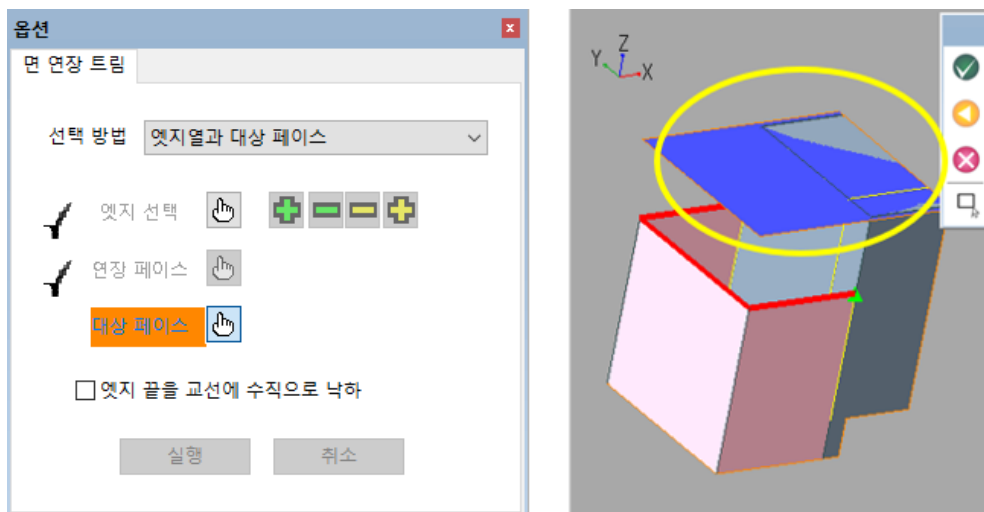 옵션
면 연장 트림
선택 방법 엣지열과 대상 페이스
엣지 선택
연장 페이스
대상 페이스
엣지 끝을 교선에 수직으로 낙하
실행 취소
Z
Y
X